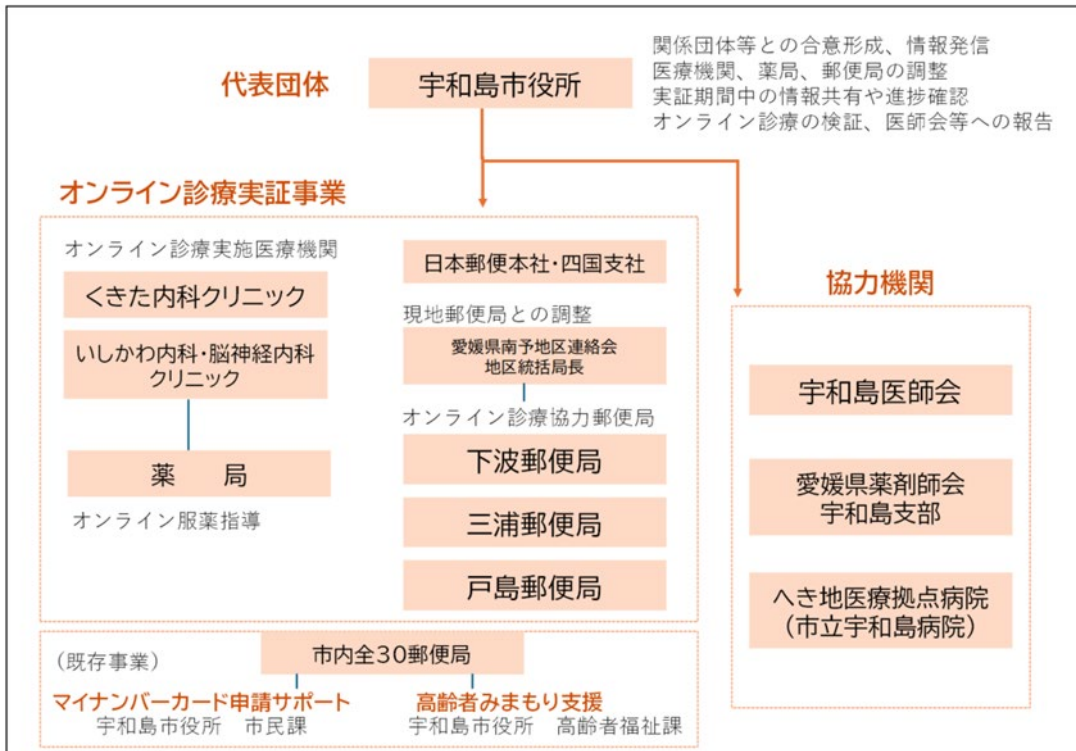 代表団体
宇和島市役所
関係団体等との合意形成、情報発信
医療機関、薬局、郵便局の調整
実証期間中の情報共有や進捗確認
オンライン診療の検証、医師会等への報告
オンライン診療実証事業
オンライン診療実施医療機関
くきた内科クリニック
いしかわ内科・脳神経内科
クリニック
薬 局
オンライン服薬指導
日本郵便本社・四国支社
現地郵便局との調整
愛媛県南予地区連絡会
地区統括局長
オンライン診療協力郵便局
下波郵便局
三浦郵便局
戸島郵便局
協力機関
宇和島医師会
愛媛県薬剤師会
宇和島支部
へき地医療拠点病院
(市立宇和島病院)
(既存事業)
市内全30郵便局
マイナンバーカード申請サポート
宇和島市役所 市民課
高齢者みまもり支援
宇和島市役所 高齢者福祉課